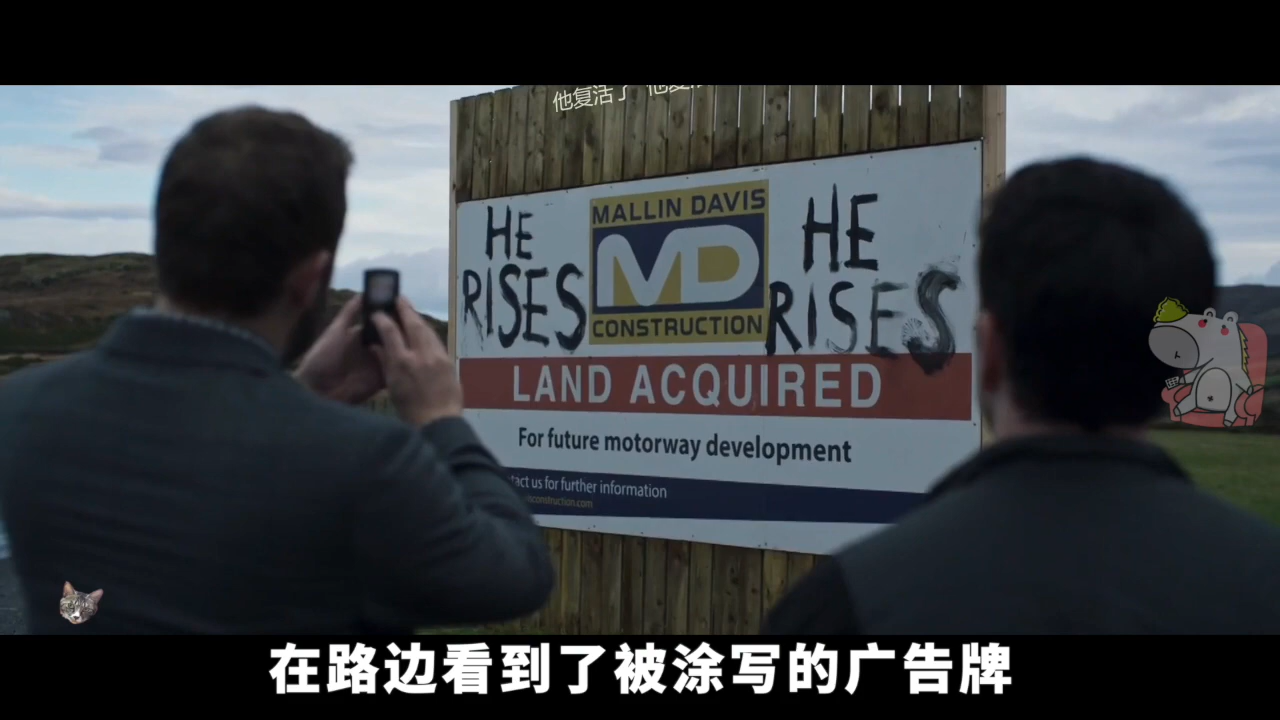 他复活了
HE
RISES
MALLIN DAVIS
MD
CONSTRUCTION
HE
RISES
LAND ACQUIRED
For future motorway development
us for further information
在路边看到了被涂写的广告牌